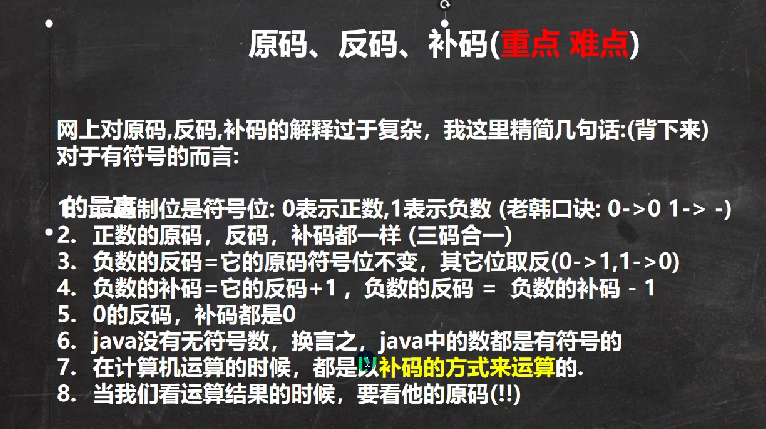 原码、反码、补码(重点 难点)
网上对原码,反码,补码的解释过于复杂，我这里精简几句话:(背下来)
对于有符号的而言:
的最高制位是符号位: 0表示正数,1表示负数 (老韩口诀: 0->0 1-> -)
2. 正数的原码，反码，补码都一样 (三码合一)
3. 负数的反码=它的原码符号位不变，其它位取反(0->1,1->0)
4. 负数的补码=它的反码+1 ，负数的反码 = 负数的补码 - 1
5. 0的反码，补码都是0
6. java没有无符号数，换言之，java中的数都是有符号的
7. 在计算机运算的时候，都是以补码的方式来运算的.
8. 当我们看运算结果的时候，要看他的原码(!!)